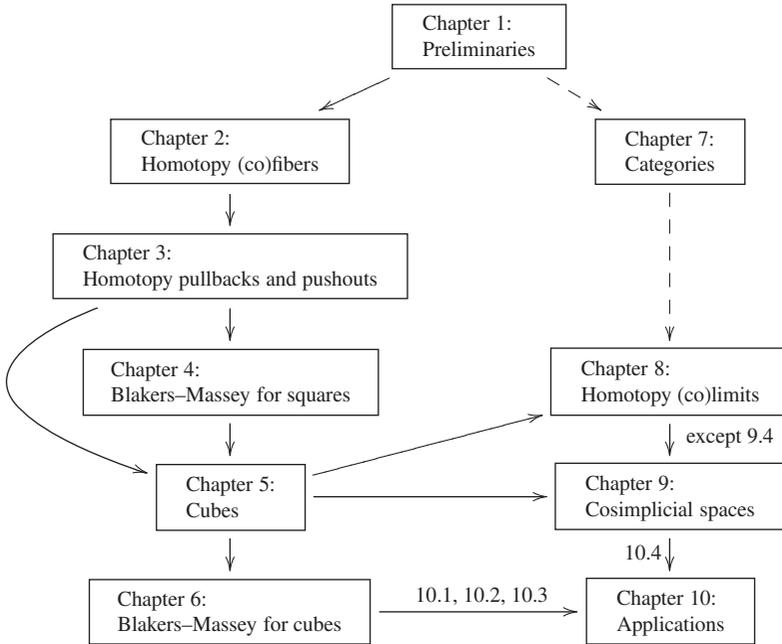 Chapter 1:
Preliminaries
Chapter 2:
Homotopy (co)fibers
Chapter 7:
Categories
Chapter 3:
Homotopy pullbacks and pushouts
Chapter 4:
Blakers–Massey for squares
Chapter 8:
Homotopy (co)limits
except 9.4
Chapter 5:
Cubes
Chapter 9:
Cosimplicial spaces
10.4
Chapter 6:
Blakers–Massey for cubes
10.1, 10.2, 10.3
Chapter 10:
Applications